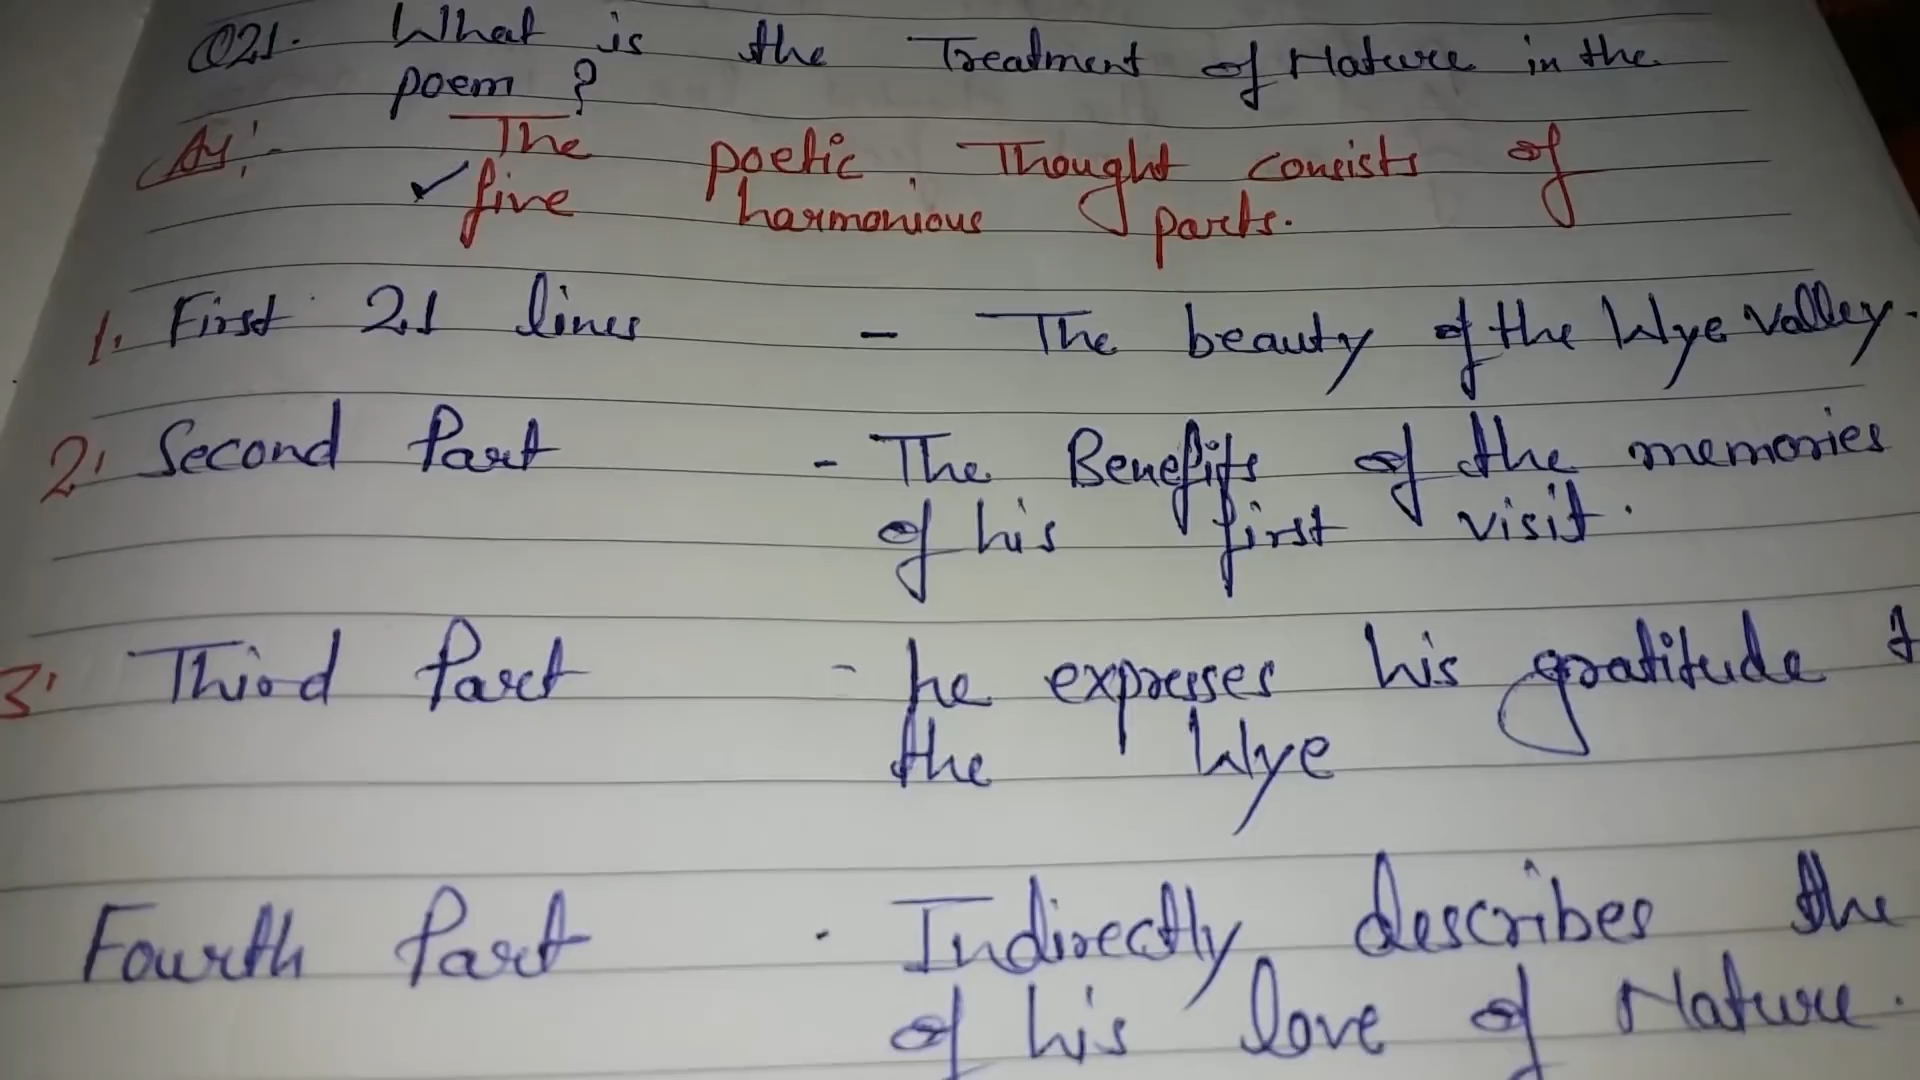 Q21. What is the Treatment of Nature in the
poem ?
Ans:- The poetic Thought consists of
✓ five harmonious parts.
1. First 21 lines - The beauty of the Wye Valley.
2. Second Part - The Benefits of the memories
of his first visit.
3. Third Part - he expresses his gratitude
the Wye
Fourth Part - Indirectly describes the
of his love of Nature.